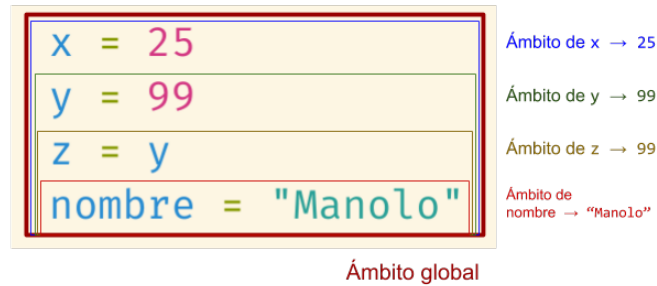 x = 25
Ámbito de x → 25
y = 99
Ámbito de y → 99
z = y
Ámbito de z → 99
nombre = "Manolo"
Ámbito de
nombre → “Manolo”
Ámbito global